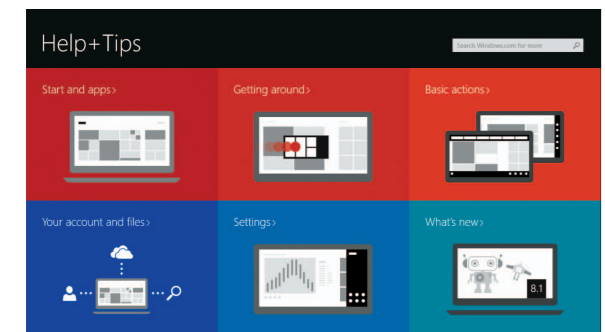 Help+Tips
Search Windows.com for more
Start and apps›
Getting around›
Basic actions›
Your account and files›
Settings›
What's new›
8.1